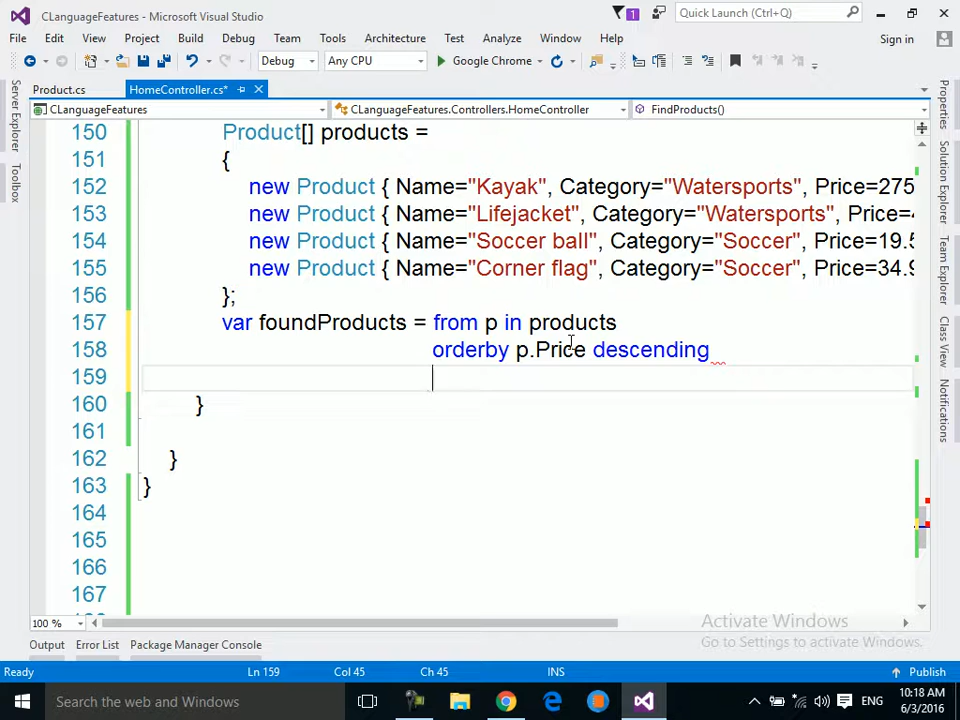 CLanguageFeatures - Microsoft Visual Studio
1
Quick Launch (Ctrl+Q)
File Edit View Project Build Debug Team Tools Architecture Test Analyze Window Help
Sign in
Debug Any CPU Google Chrome
Product.cs HomeController.cs*
CLanguageFeatures CLanguageFeatures.Controllers.HomeController FindProducts()
Server Explorer
Toolbox
Properties
Solution Explorer
Team Explorer
Class View
Notifications
150 Product[] products =
151 {
152 new Product { Name="Kayak", Category="Watersports", Price=275
153 new Product { Name="Lifejacket", Category="Watersports", Price=4
154 new Product { Name="Soccer ball", Category="Soccer", Price=19.5
155 new Product { Name="Corner flag", Category="Soccer", Price=34.9
156 };
157 var foundProducts = from p in products
158 orderby p.Price descending
159
160 }
161
162 }
163 }
164
165
166
167
100 %
Activate Windows
Go to Settings to activate Windows.
Output Error List Package Manager Console
Ready Ln 159 Col 45 Ch 45 INS Publish
Search the web and Windows
ENG
10:18 AM
6/3/2016